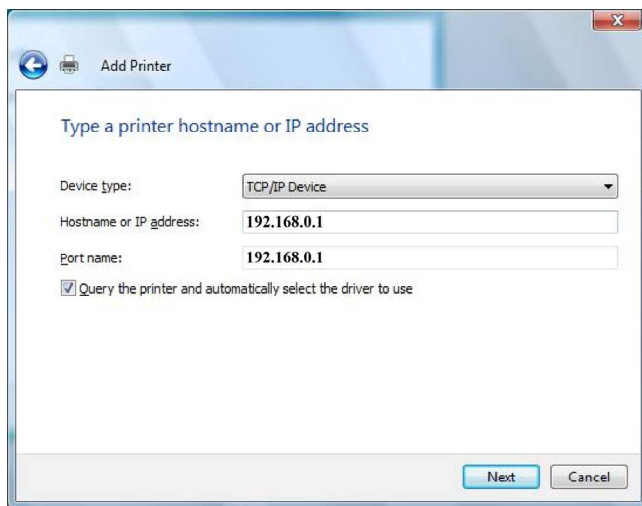 Add Printer
Type a printer hostname or IP address
Device type: TCP/IP Device
Hostname or IP address: 192.168.0.1
Port name: 192.168.0.1
Query the printer and automatically select the driver to use
Next Cancel